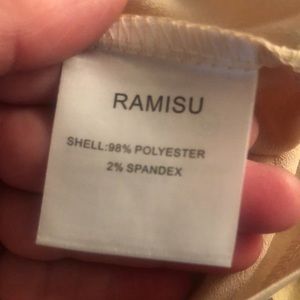 RAMISU
SHELL:98% POLYESTER
2% SPANDEX